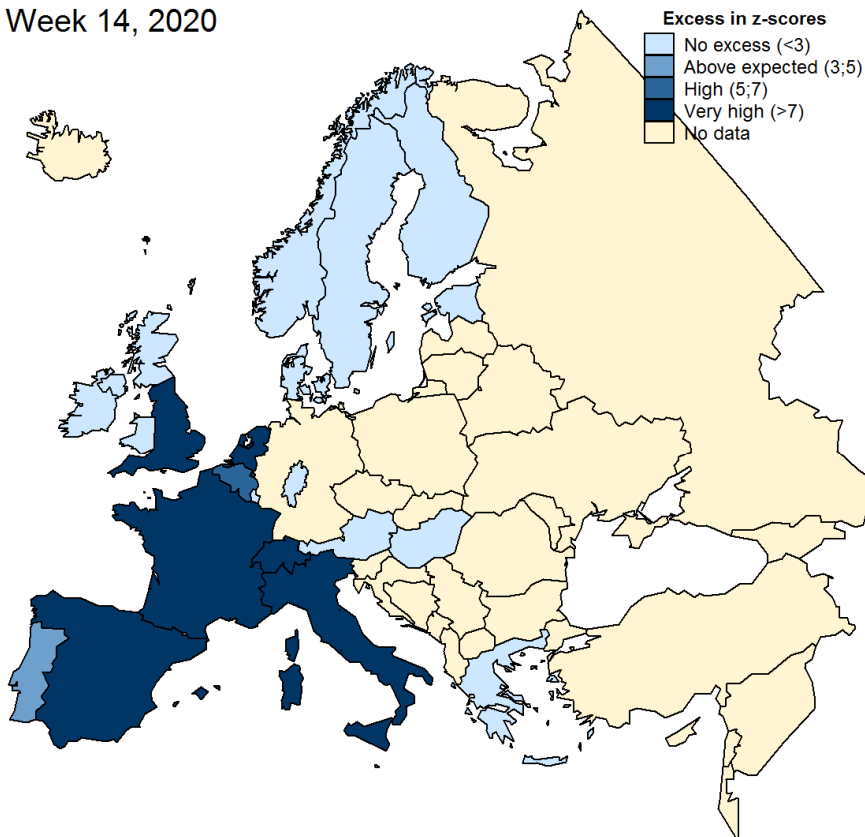 Week 14, 2020
Excess in z-scores
No excess (<3)
Above expected (3;5)
High (5;7)
Very high (>7)
No data